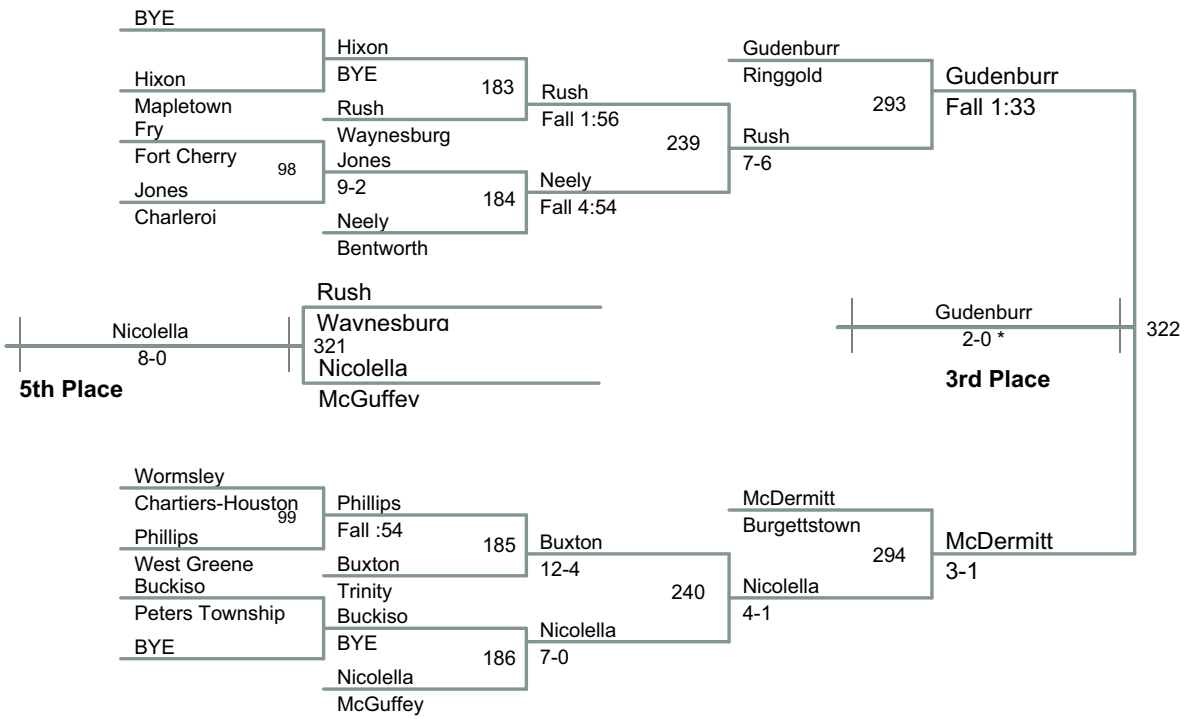 BYE
Hixon
Mapletown
Fry
Fort Cherry
98
Jones
Charleroi
Hixon
BYE
183
Rush
Waynesburg
Jones
9-2
184
Neely
Bentworth
Rush
Fall 1:56
239
Neely
Fall 4:54
Gudenburr
Ringgold
293
Rush
7-6
Gudenburr
Fall 1:33
Nicolella
8-0
5th Place
Rush
Waynesburg
321
Nicolella
McGuffey
Gudenburr
2-0 *
3rd Place
322
Wormsley
Chartiers-Houston
99
Phillips
West Greene
Buckiso
Peters Township
BYE
Phillips
Fall :54
185
Buxton
Trinity
Buckiso
BYE
186
Nicolella
McGuffey
Buxton
12-4
240
Nicolella
7-0
McDermitt
Burgettstown
294
Nicolella
4-1
McDermitt
3-1